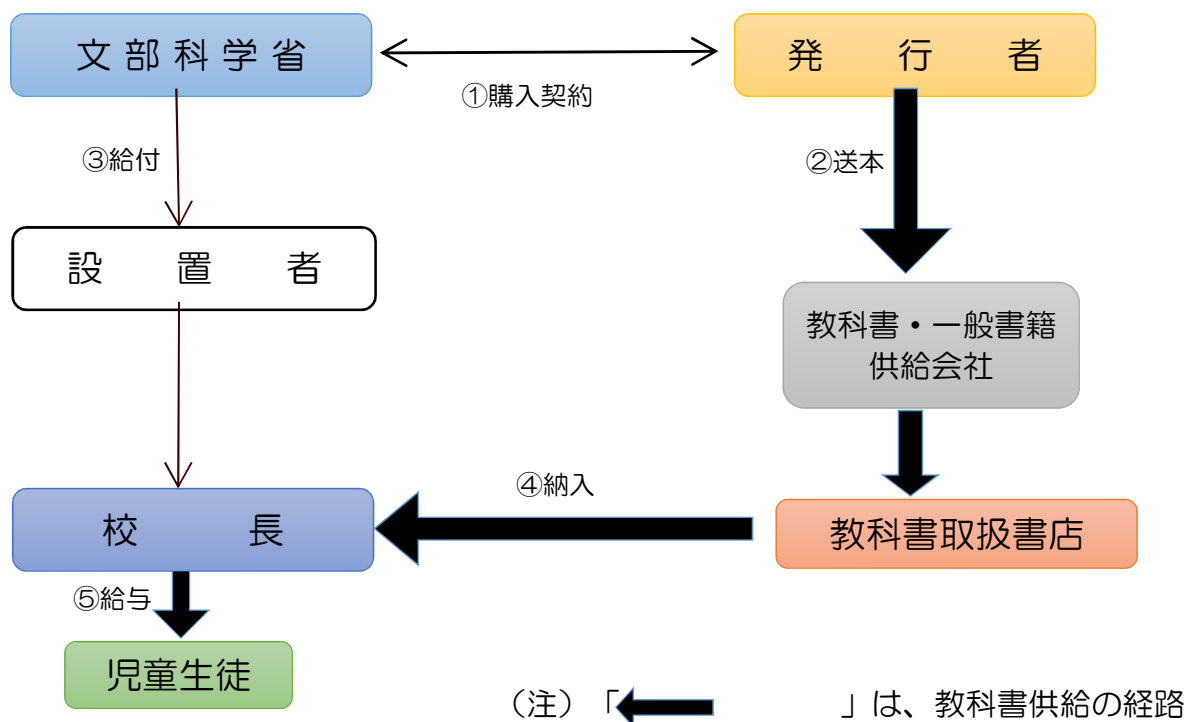 文部科学省
発行者
①購入契約
③給付
②送本
設置者
教科書・一般書籍
供給会社
④納入
校長
教科書取扱書店
⑤給与
児童生徒
（注）「 」は、教科書供給の経路